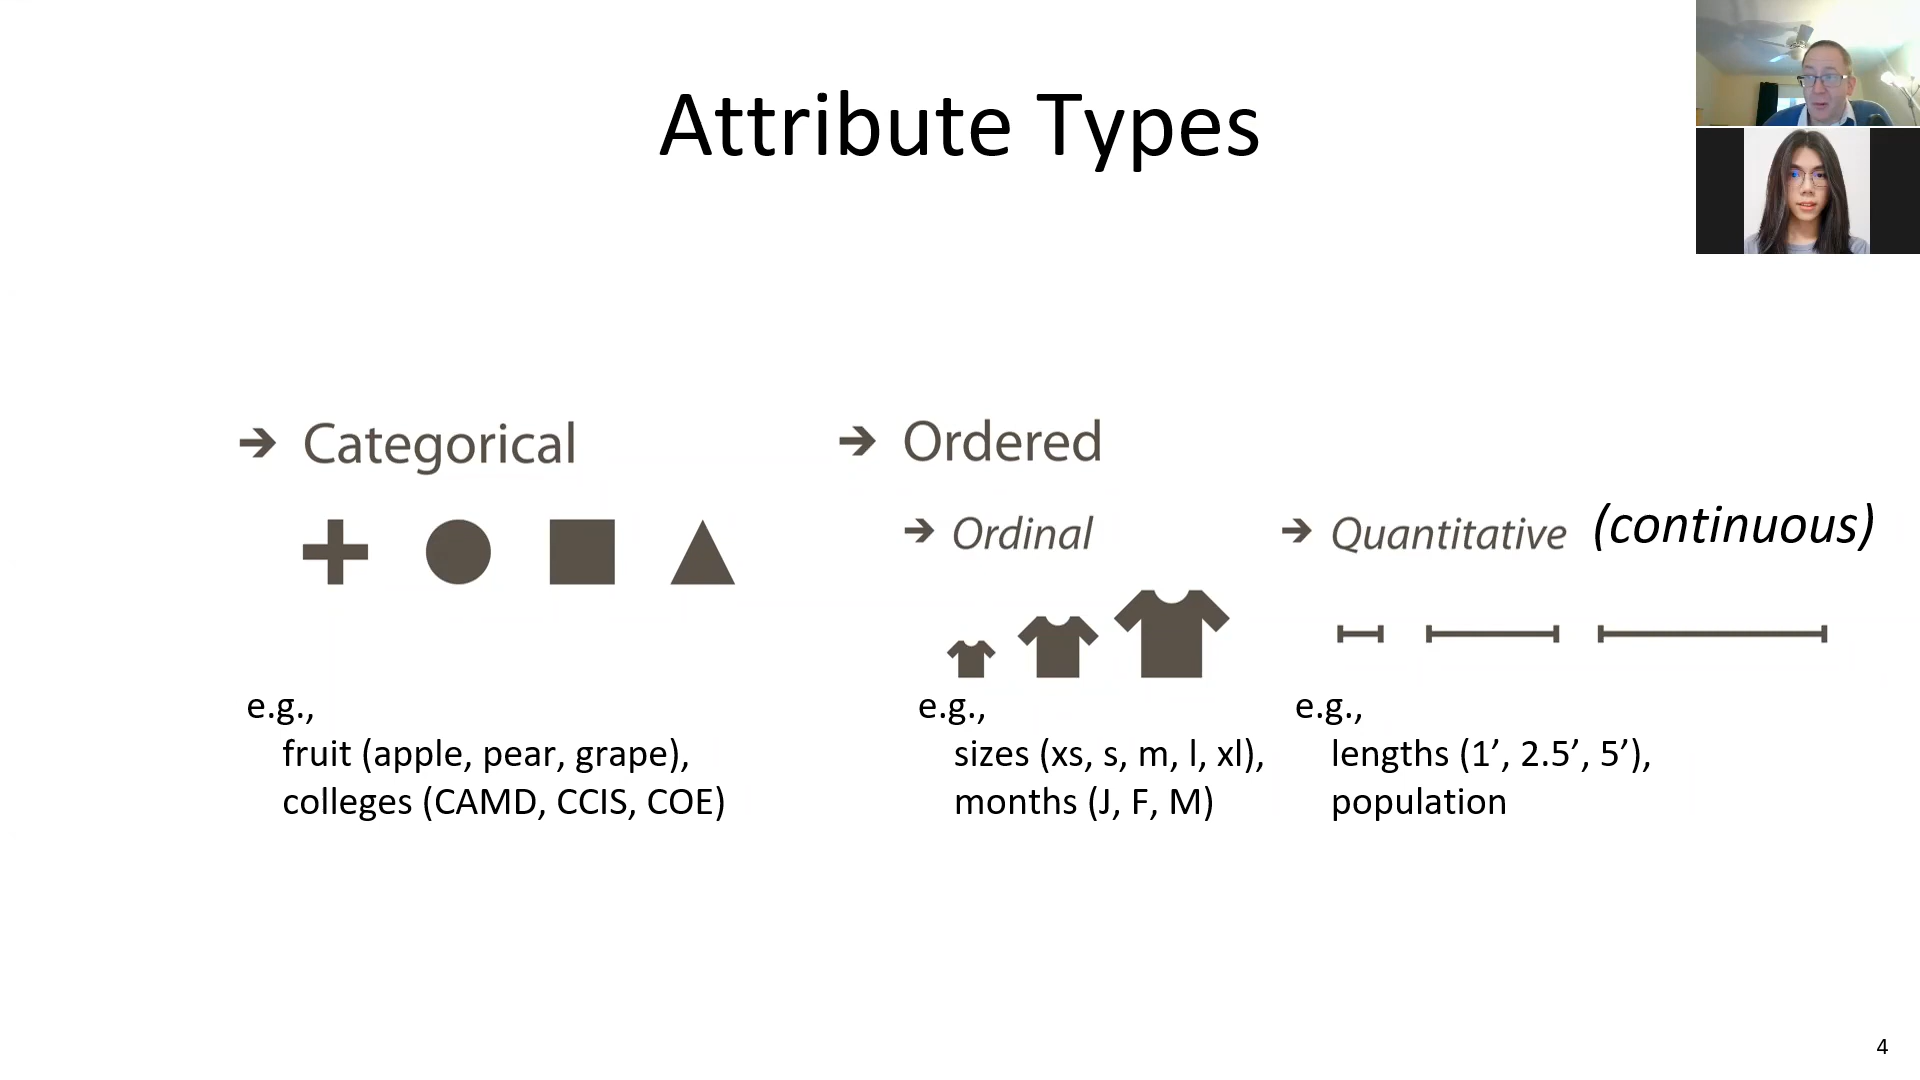 Attribute Types
➔ Categorical
e.g.,
fruit (apple, pear, grape),
colleges (CAMD, CCIS, COE)
➔ Ordered
➔ Ordinal
e.g.,
sizes (xs, s, m, l, xl),
months (J, F, M)
➔ Quantitative (continuous)
e.g.,
lengths (1’, 2.5’, 5’),
population
4